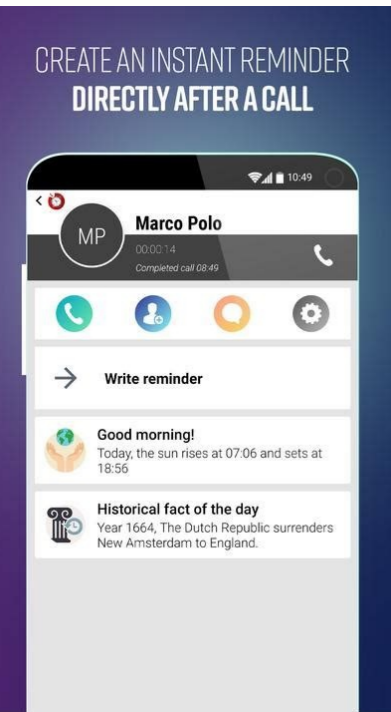 CREATE AN INSTANT REMINDER
DIRECTLY AFTER A CALL
10:49
MP
Marco Polo
00:00:14
Completed call 08:49
Write reminder
Good morning!
Today, the sun rises at 07:06 and sets at
18:56
Historical fact of the day
Year 1664, The Dutch Republic surrenders
New Amsterdam to England.